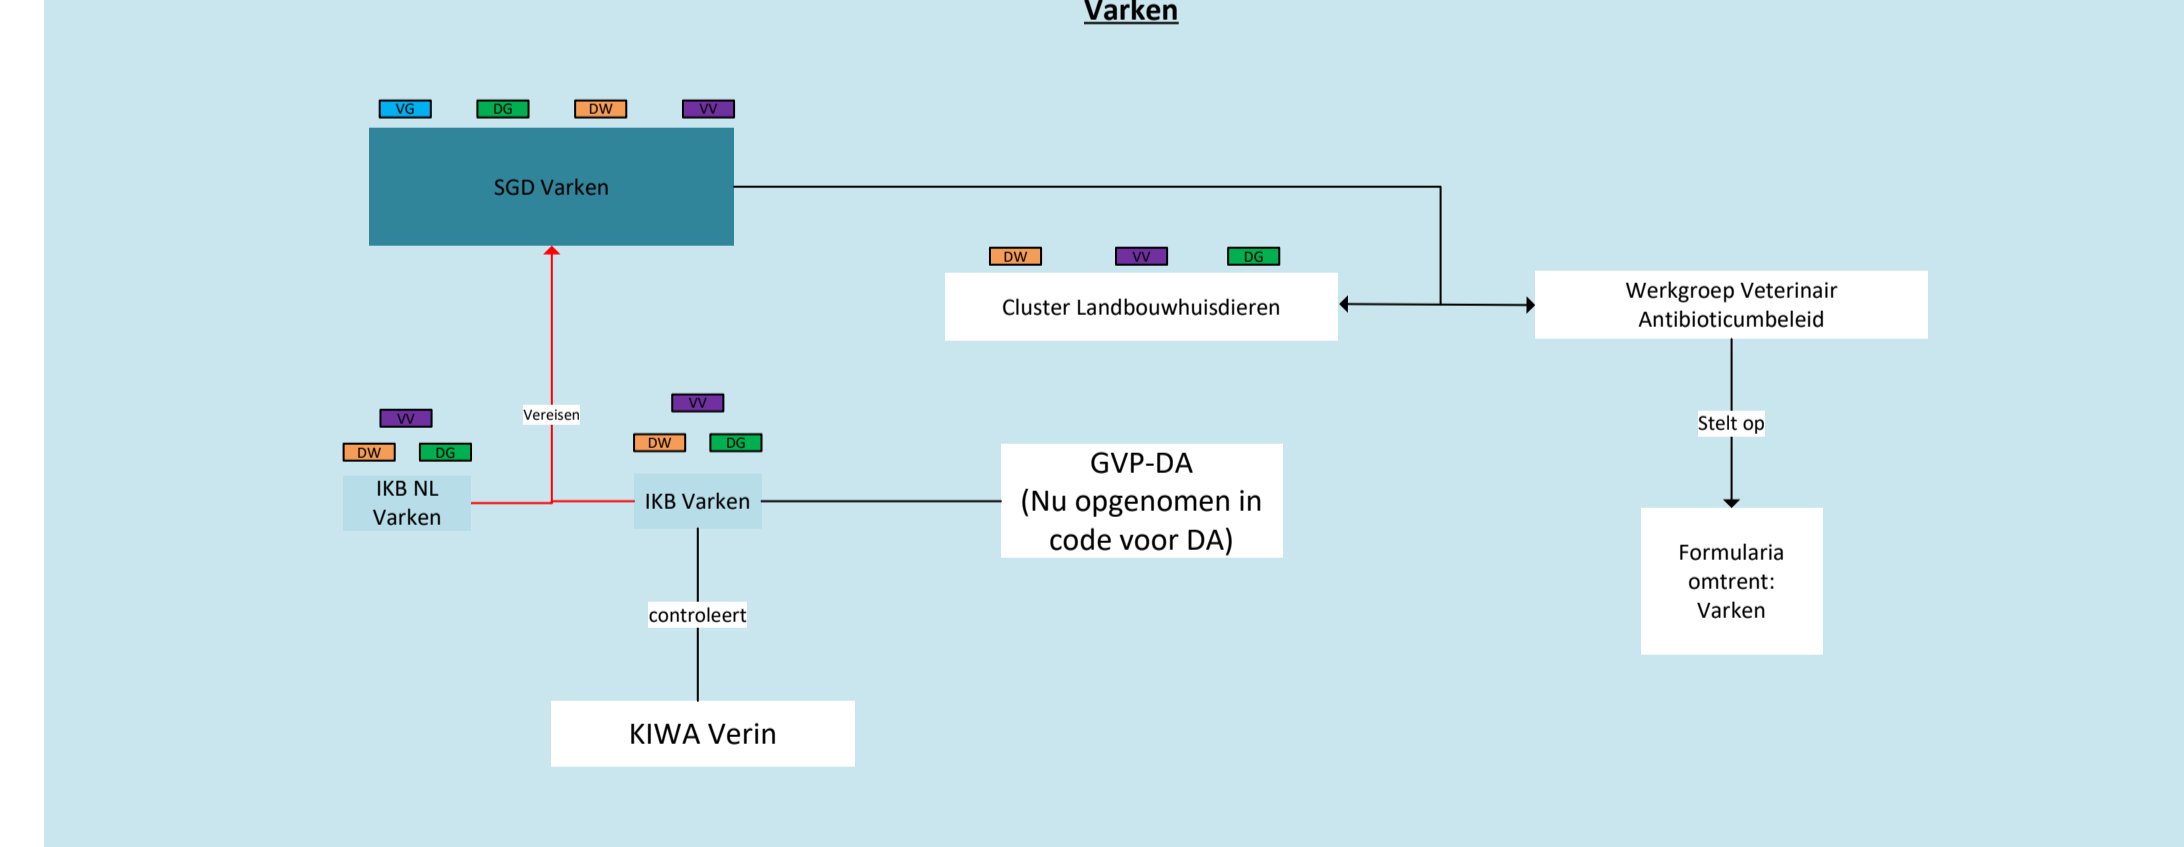 Varken
VG
DG
DW
VV
SGD Varken
DW
VV
DG
Cluster Landbouwhuisdieren
Werkgroep Veterinair
Antibioticumbeleid
Vereisen
VV
DW
DG
IKB NL
Varken
VV
DW
DG
IKB Varken
GVP-DA
(Nu opgenomen in
code voor DA)
Stelt op
Formularia
omtrent:
Varken
controleert
KIWA Verin